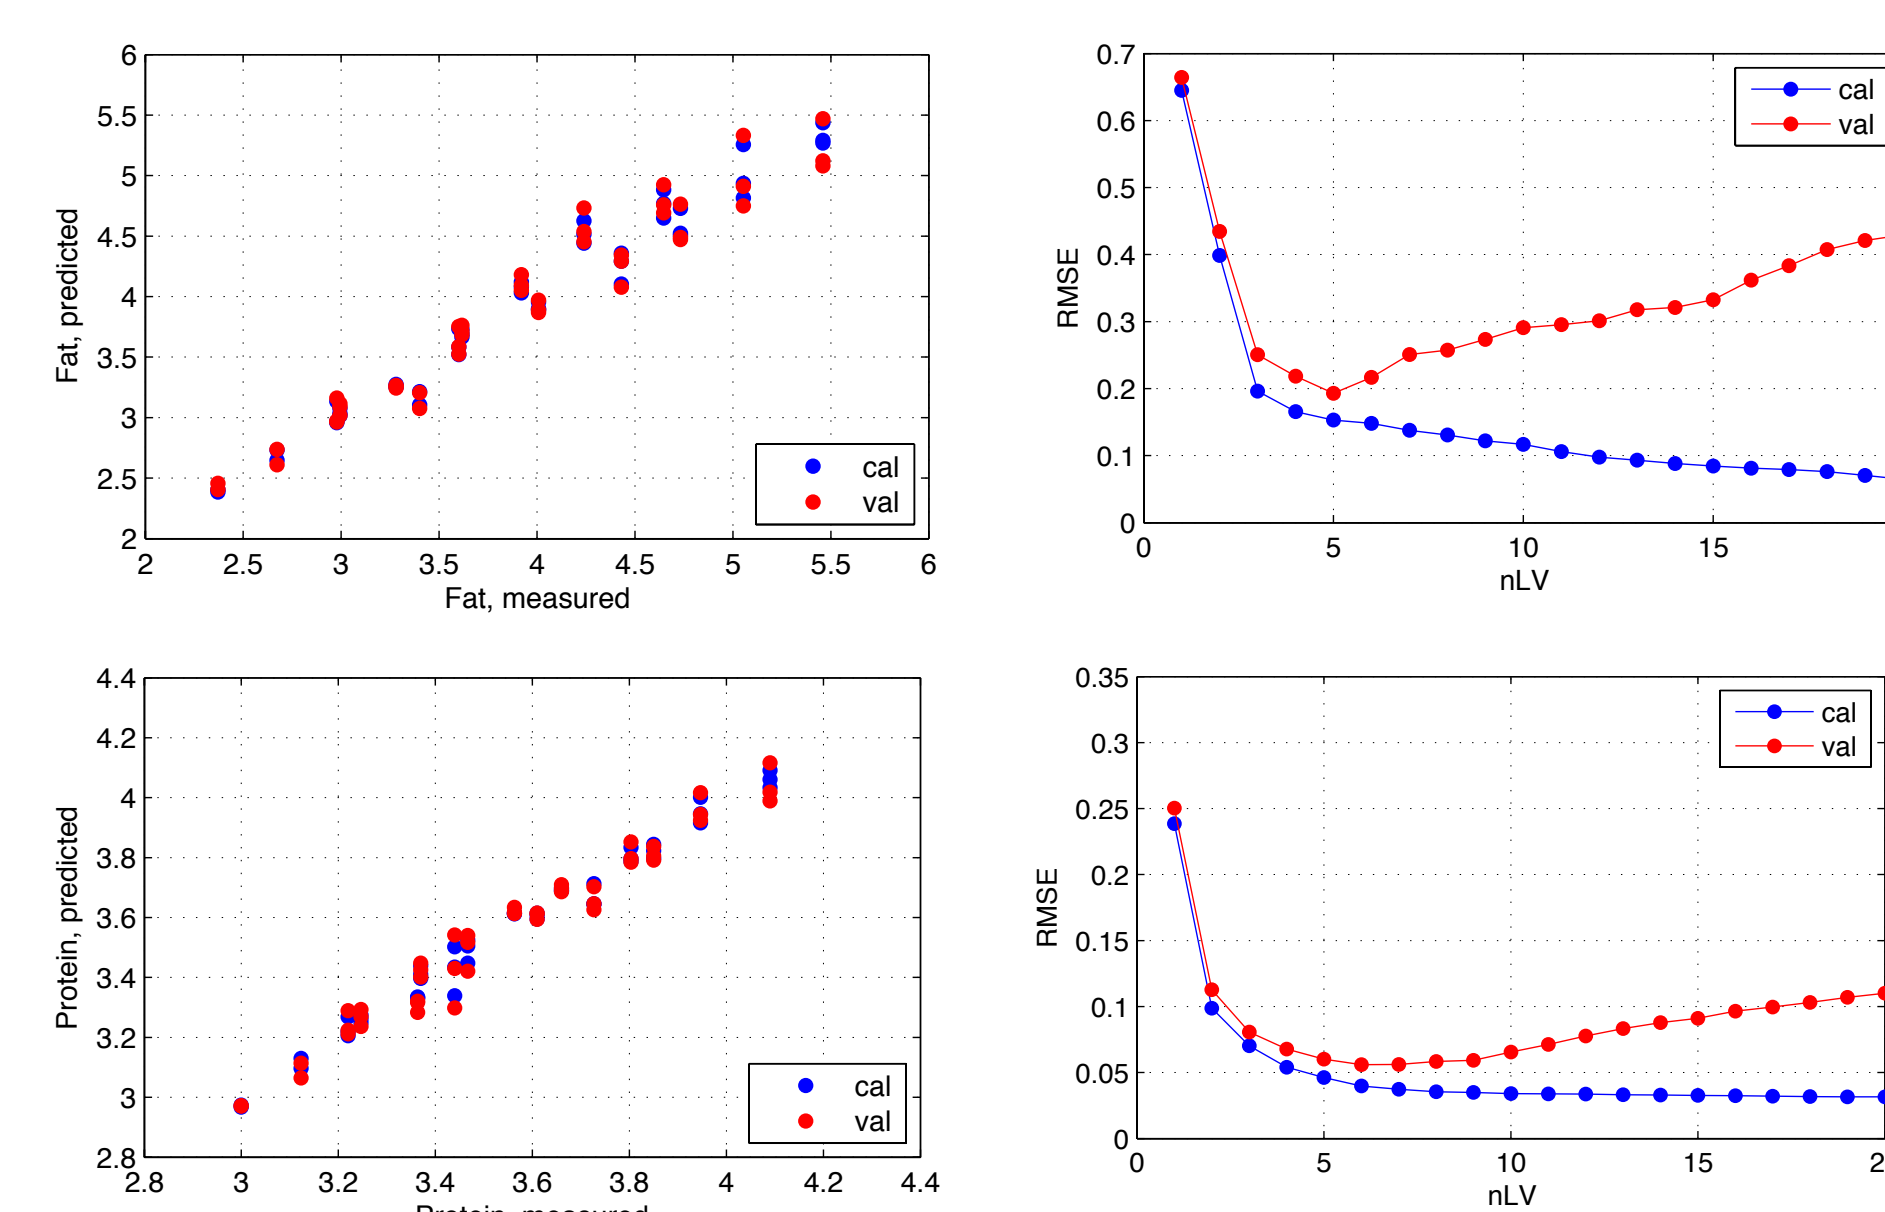 6
5.5
5
4.5
4
3.5
3
2.5
2
Fat, predicted
2 2.5 3 3.5 4 4.5 5 5.5 6
Fat, measured
cal
val
0.7
0.6
0.5
0.4
0.3
0.2
0.1
0
RMSE
0 5 10 15
nLV
cal
val
4.4
4.2
4
3.8
3.6
3.4
3.2
3
2.8
Protein, predicted
2.8 3 3.2 3.4 3.6 3.8 4 4.2 4.4
Protein, measured
cal
val
0.35
0.3
0.25
0.2
0.15
0.1
0.05
0
RMSE
0 5 10 15 2
nLV
cal
val